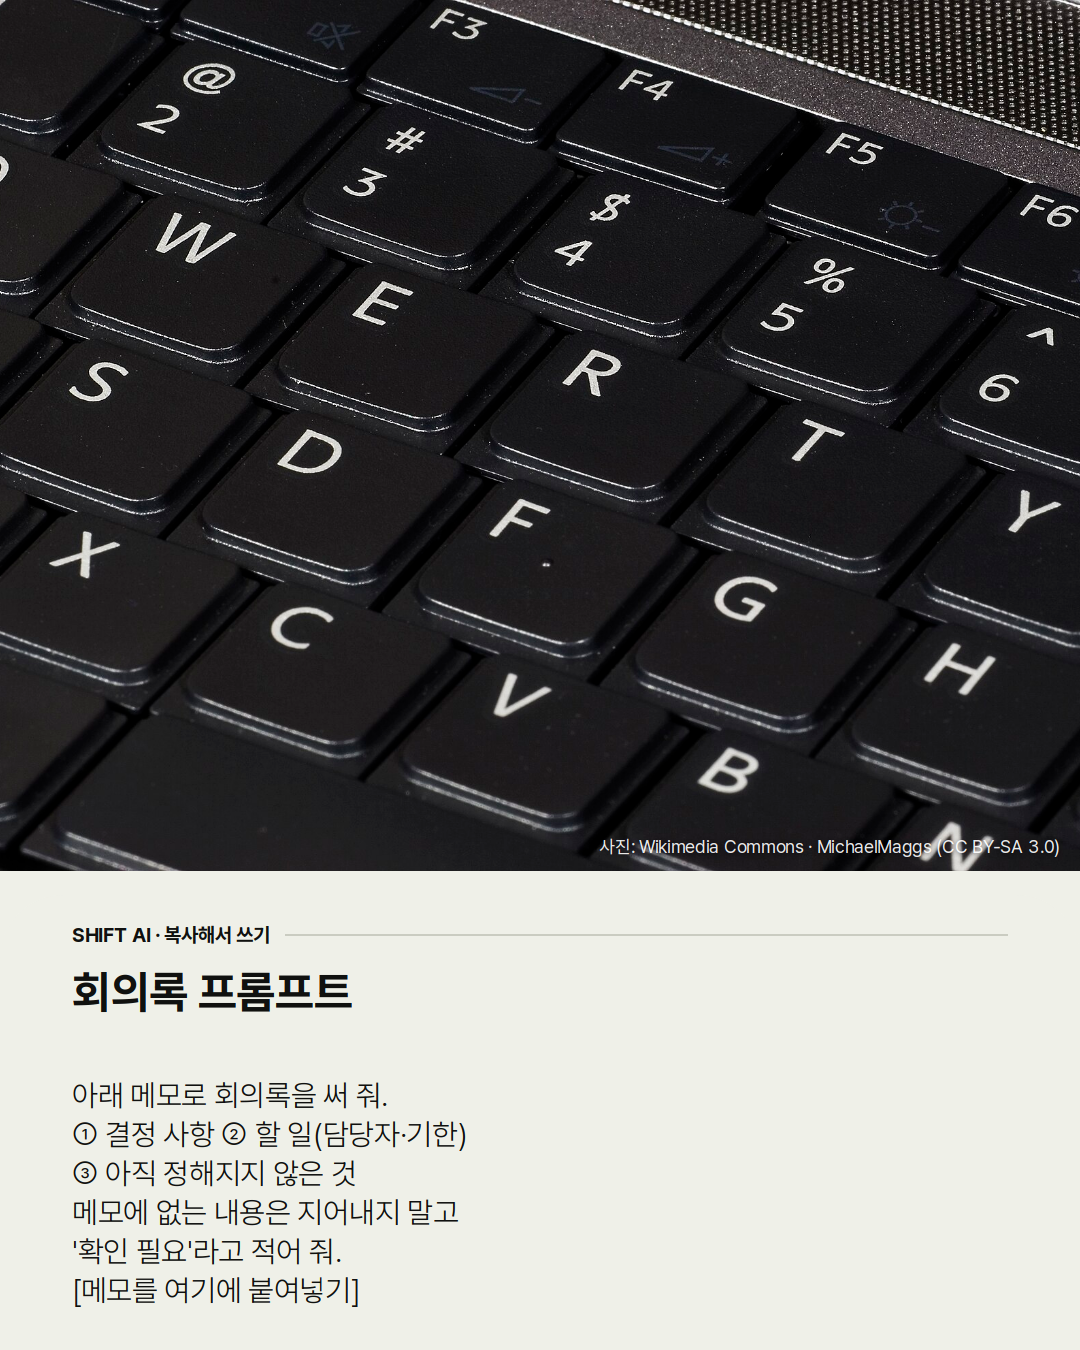 F3
F4
F5
F6
@
2
#
3
$
4
%
5
^
6
W
E
R
T
Y
S
D
F
G
H
X
C
V
B
N
사진: Wikimedia Commons · MichaelMaggs (CC BY-SA 3.0)
SHIFT AI · 복사해서 쓰기
회의록 프롬프트
아래 메모로 회의록을 써 줘.
① 결정 사항 ② 할 일(담당자·기한)
③ 아직 정해지지 않은 것
메모에 없는 내용은 지어내지 말고
'확인 필요'라고 적어 줘.
[메모를 여기에 붙여넣기]